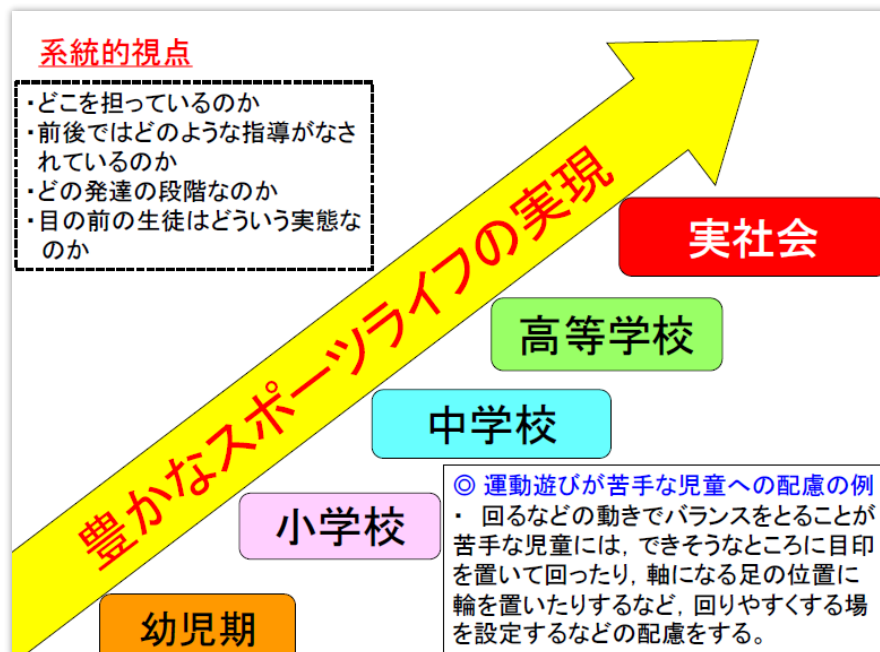 系統的視点
・どこを担っているのか
・前後ではどのような指導がなさ
れているのか
・どの発達の段階なのか
・目の前の生徒はどういう実態な
のか
豊かなスポーツライフの実現
実社会
高等学校
中学校
小学校
幼児期
◎ 運動遊びが苦手な児童への配慮の例
・ 回るなどの動きでバランスをとることが
苦手な児童には，できそうなところに目印
を置いて回ったり，軸になる足の位置に
輪を置いたりするなど，回りやすくする場
を設定するなどの配慮をする。